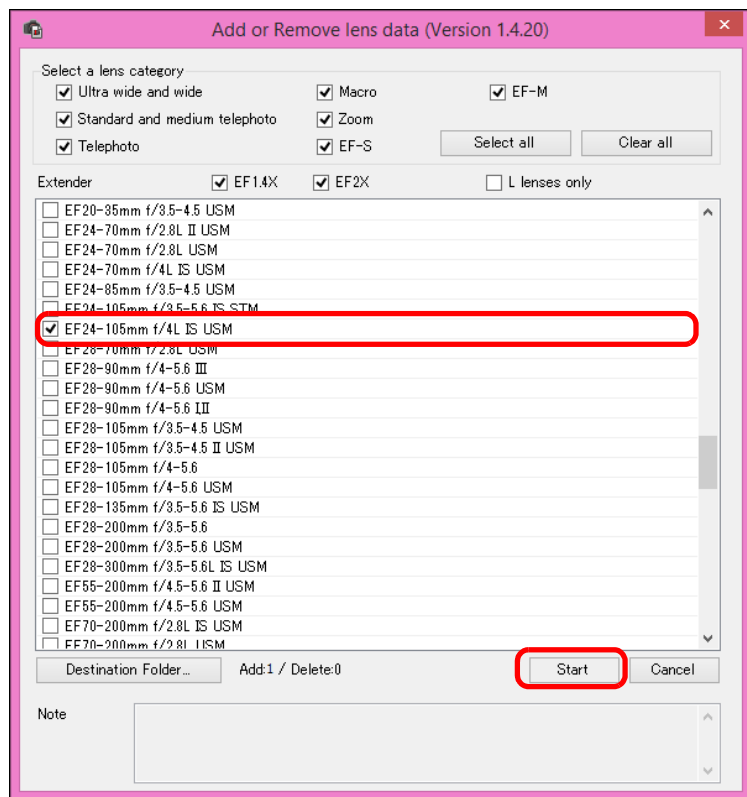 Add or Remove lens data (Version 1.4.20)
Select a lens category
Ultra wide and wide
Macro
EF-M
Standard and medium telephoto
Zoom
Telephoto
EF-S
Select all
Clear all
Extender
EF1.4X
EF2X
L lenses only
EF20-35mm f/3.5-4.5 USM
EF24-70mm f/2.8L II USM
EF24-70mm f/2.8L USM
EF24-70mm f/4L IS USM
EF24-85mm f/3.5-4.5 USM
EF24-105mm f/3.5-5.6 IS STM
EF24-105mm f/4L IS USM
EF28-70mm f/2.8L USM
EF28-90mm f/4-5.6 III
EF28-90mm f/4-5.6 USM
EF28-90mm f/4-5.6 I,II
EF28-105mm f/3.5-4.5 USM
EF28-105mm f/3.5-4.5 II USM
EF28-105mm f/4-5.6
EF28-105mm f/4-5.6 USM
EF28-135mm f/3.5-5.6 IS USM
EF28-200mm f/3.5-5.6
EF28-200mm f/3.5-5.6 USM
EF28-300mm f/3.5-5.6L IS USM
EF55-200mm f/4.5-5.6 II USM
EF55-200mm f/4.5-5.6 USM
EF70-200mm f/2.8L IS USM
EF70-200mm f/2.8L USM
Destination Folder...
Add:1 / Delete:0
Start
Cancel
Note